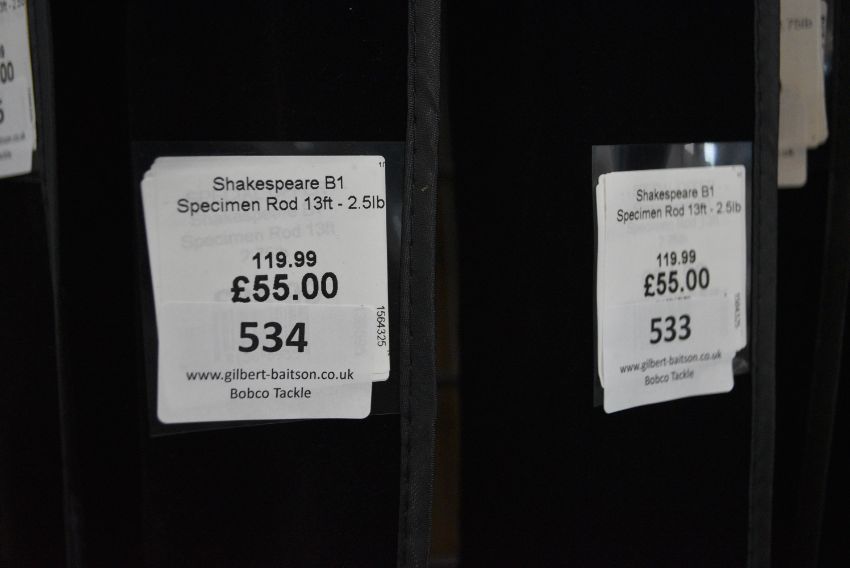 Shakespeare B1
Specimen Rod 13ft - 2.5lb
119.99
£55.00
1564325
534
www.gilbert-baitson.co.uk
Bobco Tackle
Shakespeare B1
Specimen Rod 13ft - 2.5lb
119.99
£55.00
1564325
533
www.gilbert-baitson.co.uk
Bobco Tackle